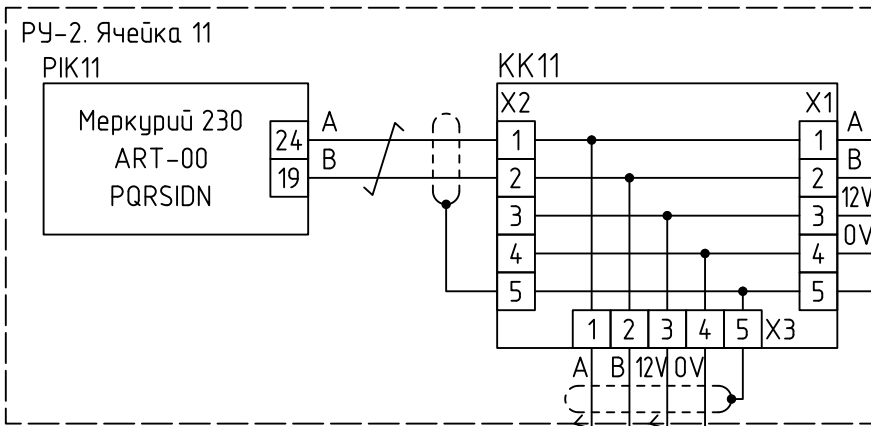 РУ-2. Ячейка 11
PIK11
KK11
Меркурий 230
ART-00
PQRSIDN
24
19
A
B
X2
1
2
3
4
5
X1
1
2
3
4
5
A
B
12V
0V
1 2 3 4 5 X3
A B 12V 0V